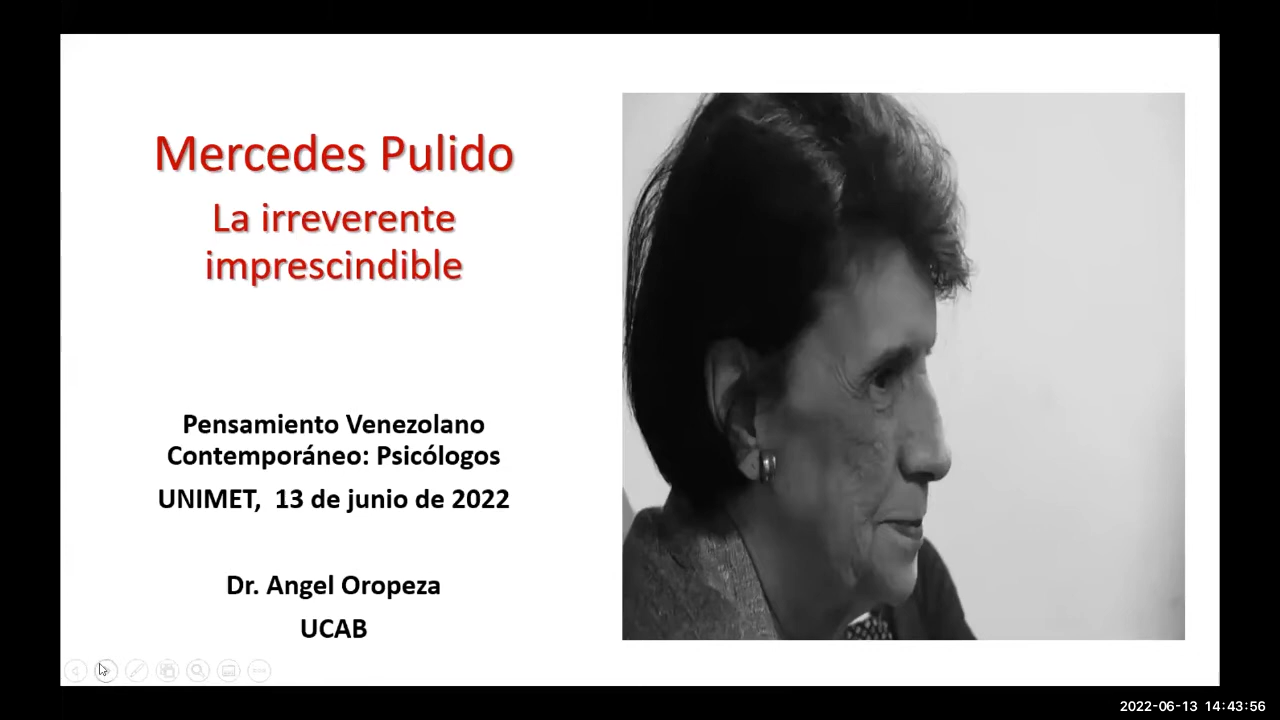 Mercedes Pulido
La irreverente
imprescindible
Pensamiento Venezolano
Contemporáneo: Psicólogos
UNIMET, 13 de junio de 2022
Dr. Angel Oropeza
UCAB
2022-06-13 14:43:56